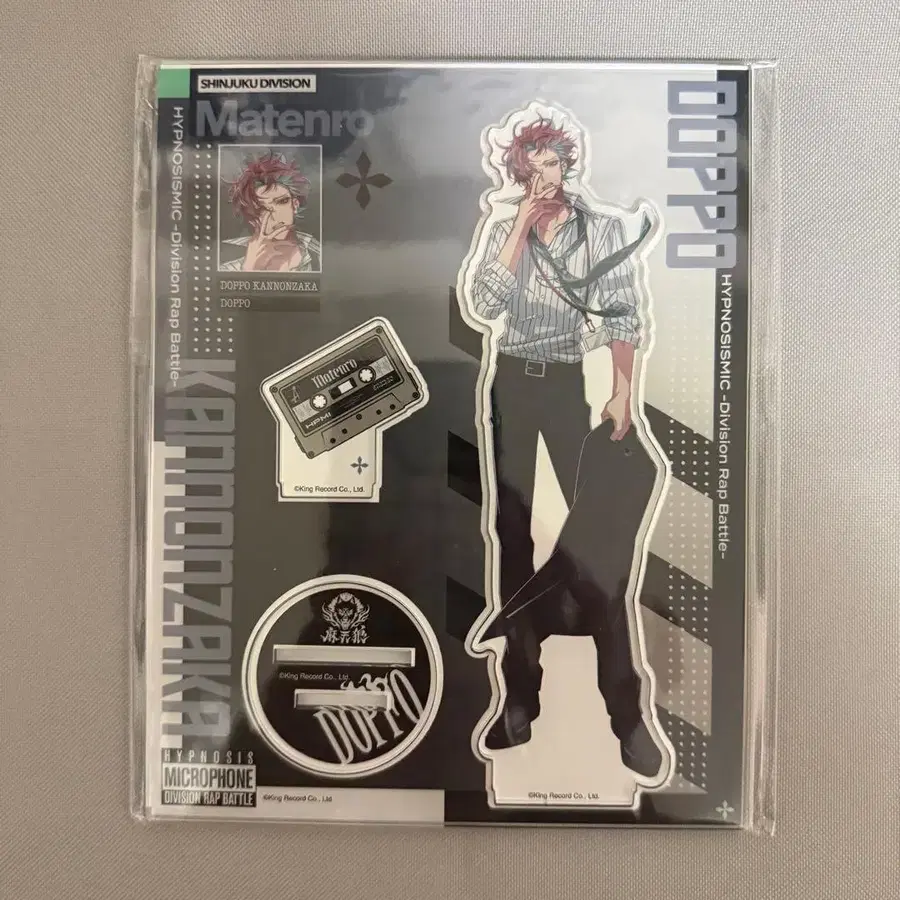 SHINJUKU DIVISION
Matenro
HYPNOSISMIC -Division Rap Battle-
DOPPO KANNONZAKA
DOPPO
KANNONZAKA
Matenro
HPMI
©King Record Co., Ltd.
麻天狼
©King Record Co., Ltd.
DOPPO
HYPNOSIS
MICROPHONE
DIVISION RAP BATTLE
©King Record Co., Ltd.
DOPPO
HYPNOSISMIC -Division Rap Battle-
©King Record Co., Ltd.